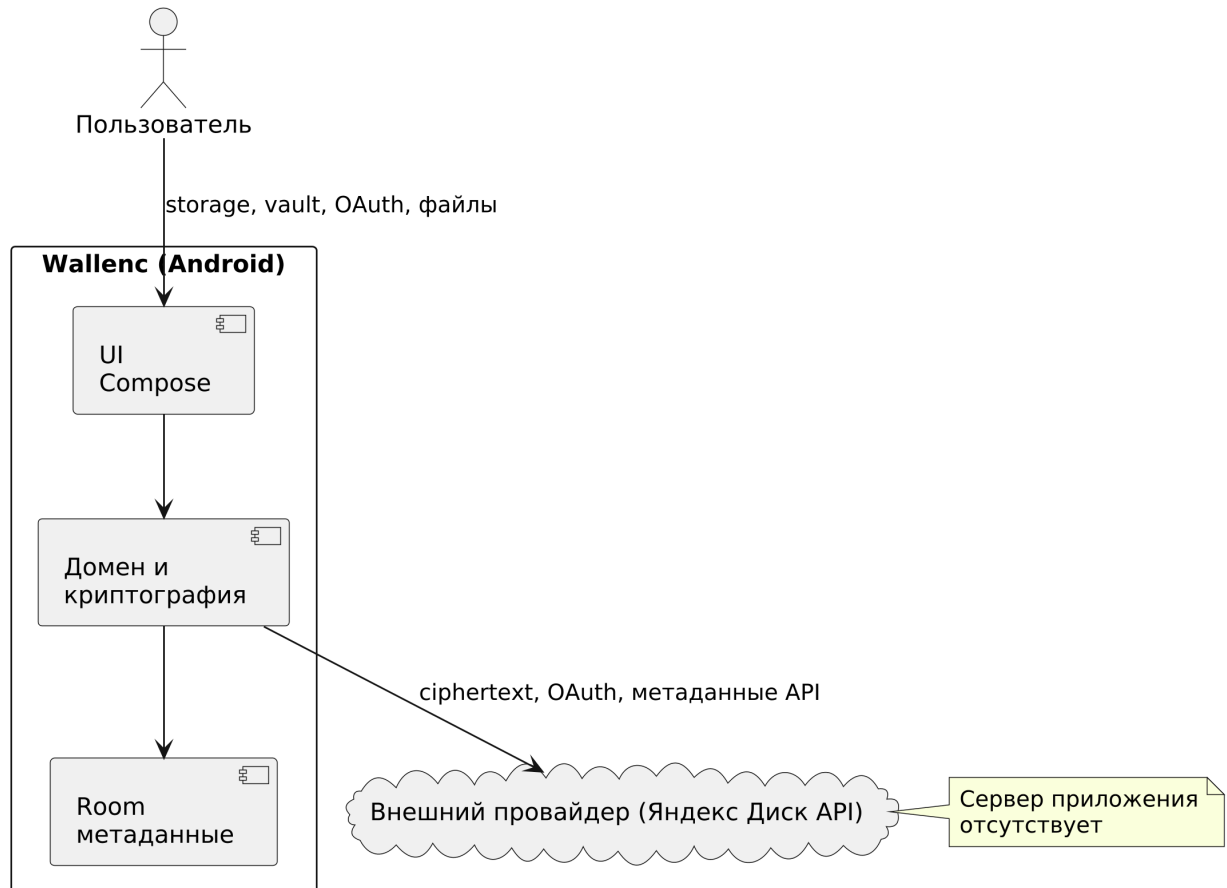 Пользователь
storage, vault, OAuth, файлы
Wallenc (Android)
UI
Compose
Домен и
криптография
ciphertext, OAuth, метаданные API
Room
метаданные
Внешний провайдер (Яндекс Диск API)
Сервер приложения
отсутствует